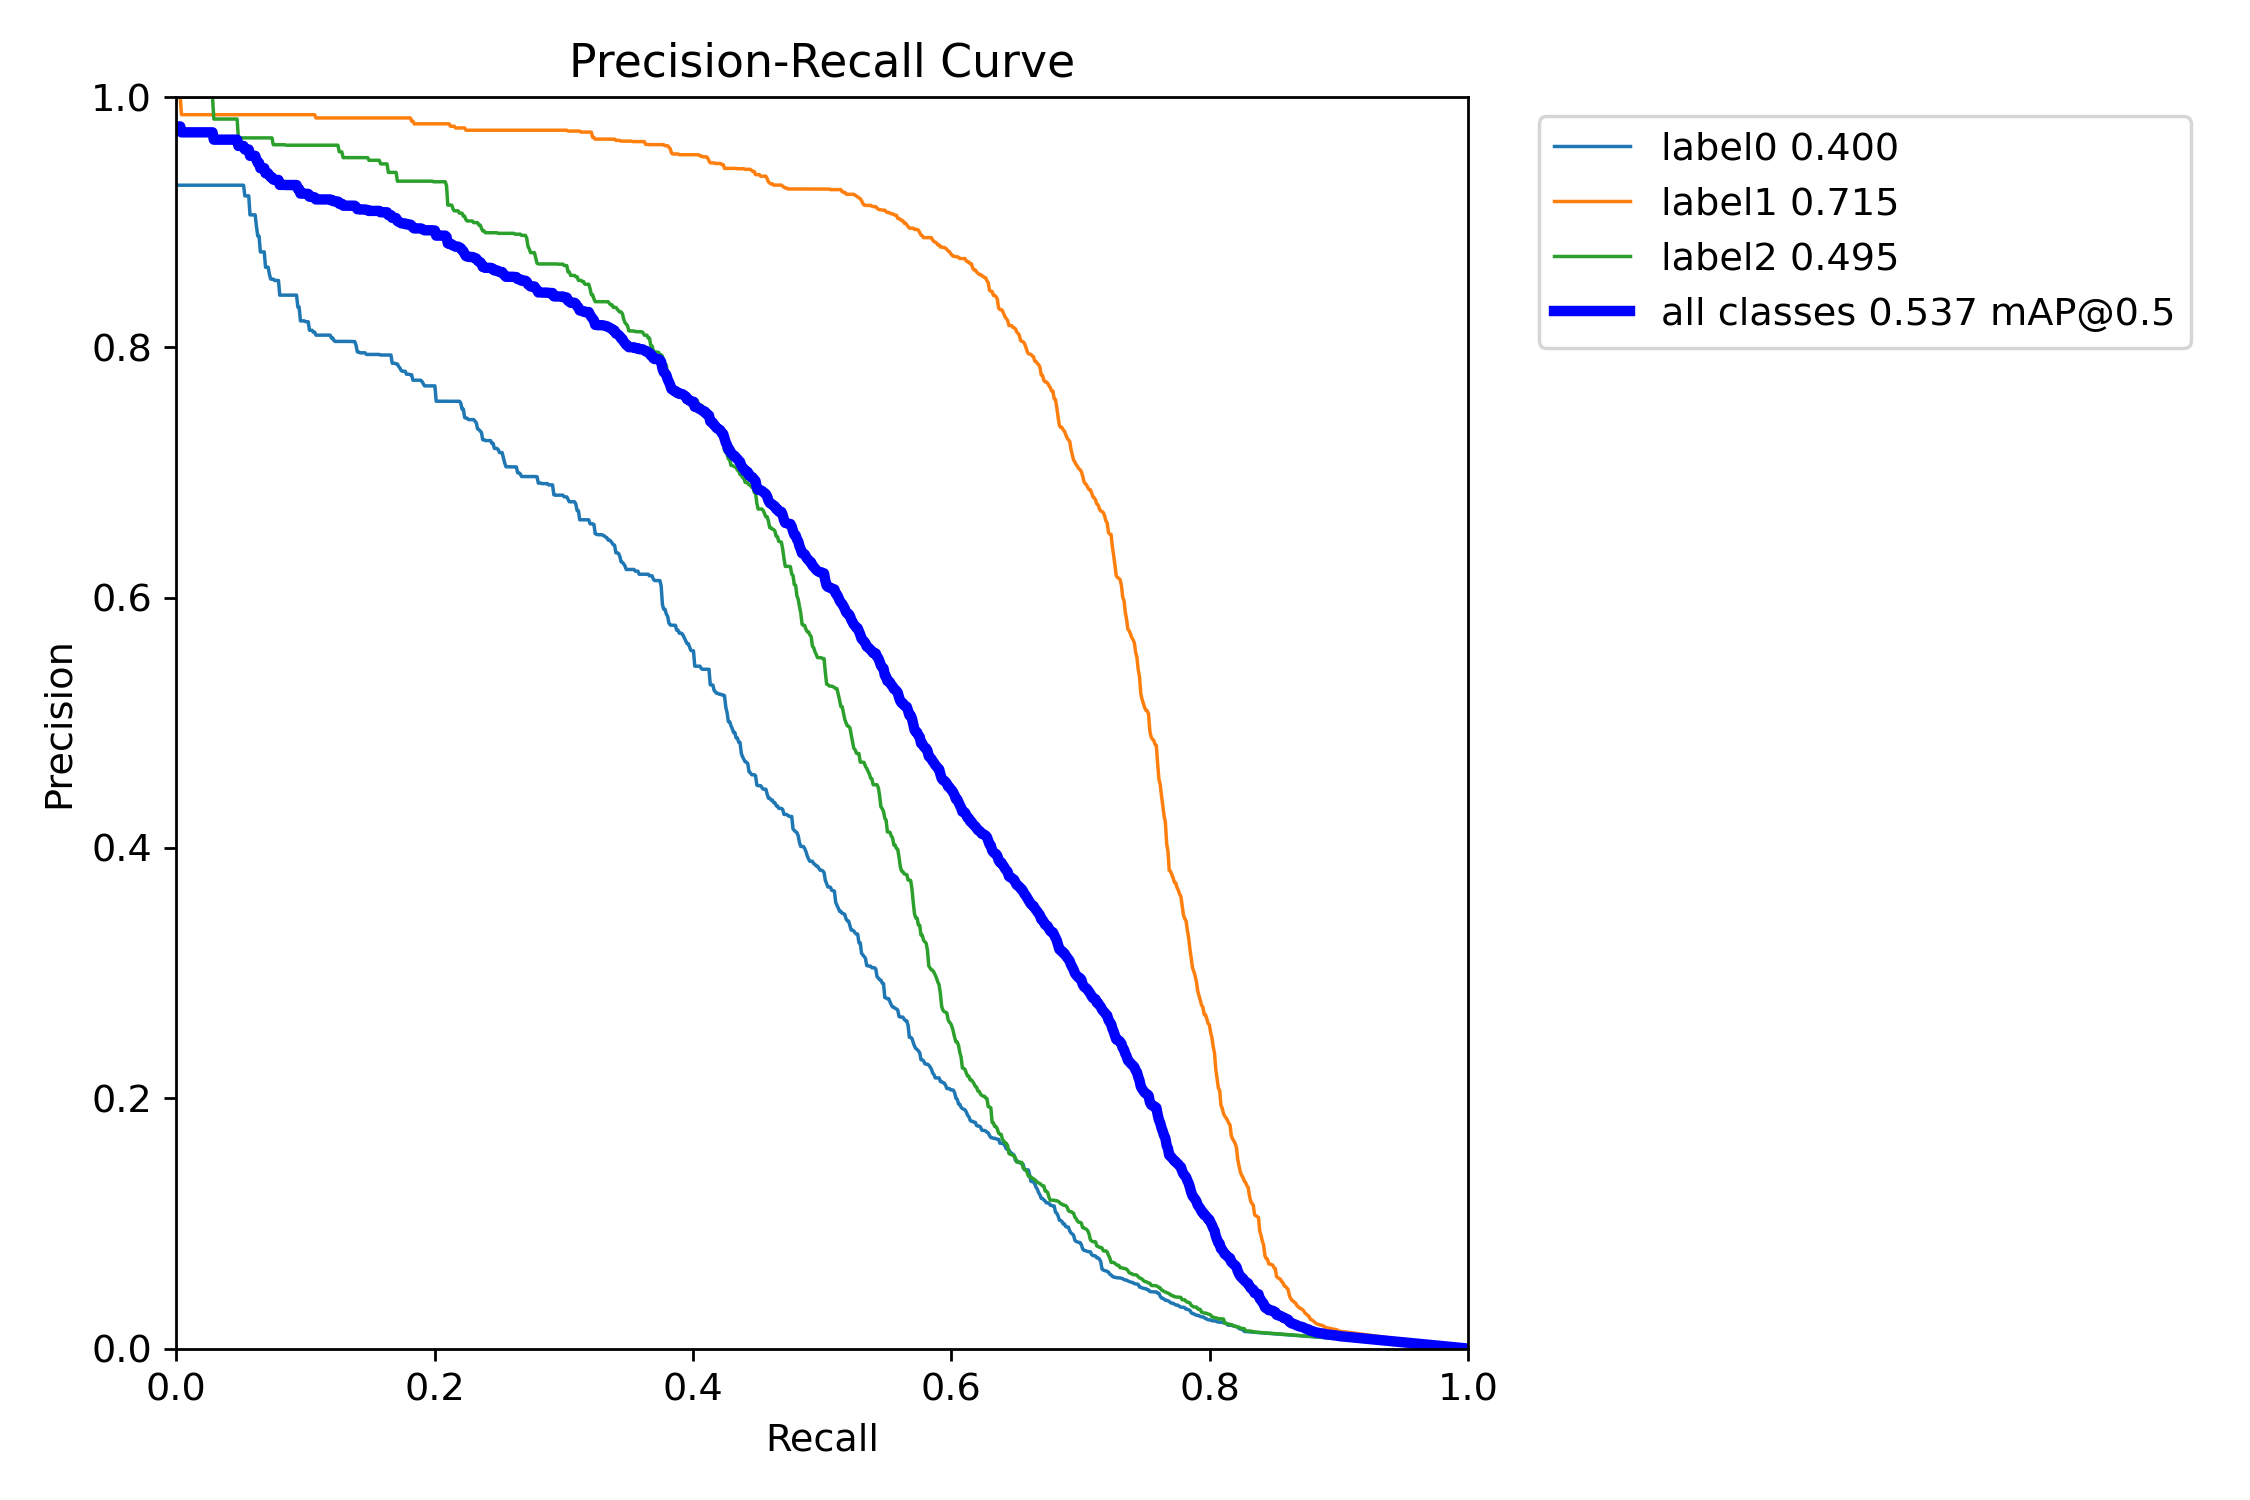 Precision-Recall Curve
1.0
0.8
0.6
0.4
0.2
0.0
Precision
0.0 0.2 0.4 0.6 0.8 1.0
Recall
label0 0.400
label1 0.715
label2 0.495
all classes 0.537 mAP@0.5